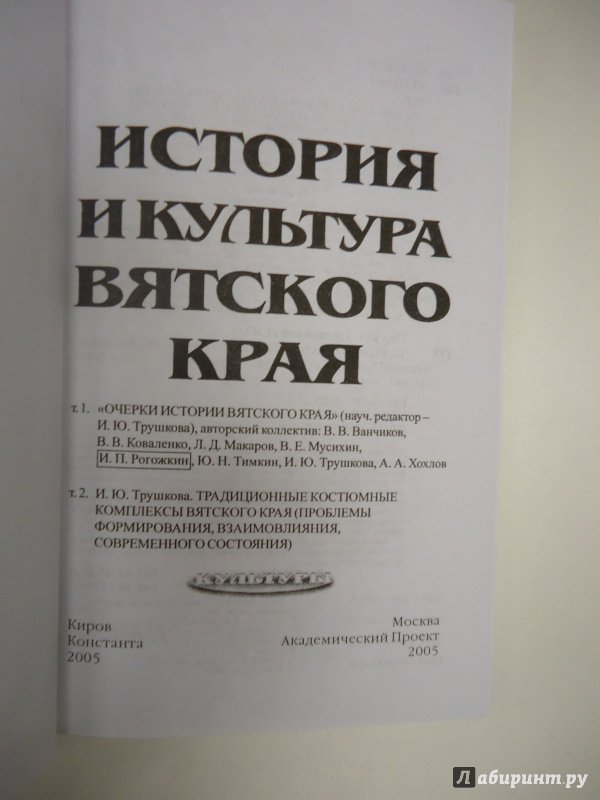 ИСТОРИЯ
И КУЛЬТУРА
ВЯТСКОГО
КРАЯ
т. 1. «ОЧЕРКИ ИСТОРИИ ВЯТСКОГО КРАЯ» (науч. редактор –
И. Ю. Трушкова), авторский коллектив: В. В. Ванчиков,
В. В. Коваленко, Л. Д. Макаров, В. Е. Мусихин,
И. П. Рогожкин, Ю. Н. Тимкин, И. Ю. Трушкова, А. А. Хохлов
т. 2. И. Ю. Трушкова. ТРАДИЦИОННЫЕ КОСТЮМНЫЕ
КОМПЛЕКСЫ ВЯТСКОГО КРАЯ (ПРОБЛЕМЫ
ФОРМИРОВАНИЯ, ВЗАИМОВЛИЯНИЯ,
СОВРЕМЕННОГО СОСТОЯНИЯ)
КУЛЬТУРЫ
Киров
Константа
2005
Москва
Академический Проект
2005
Лабиринт.ру